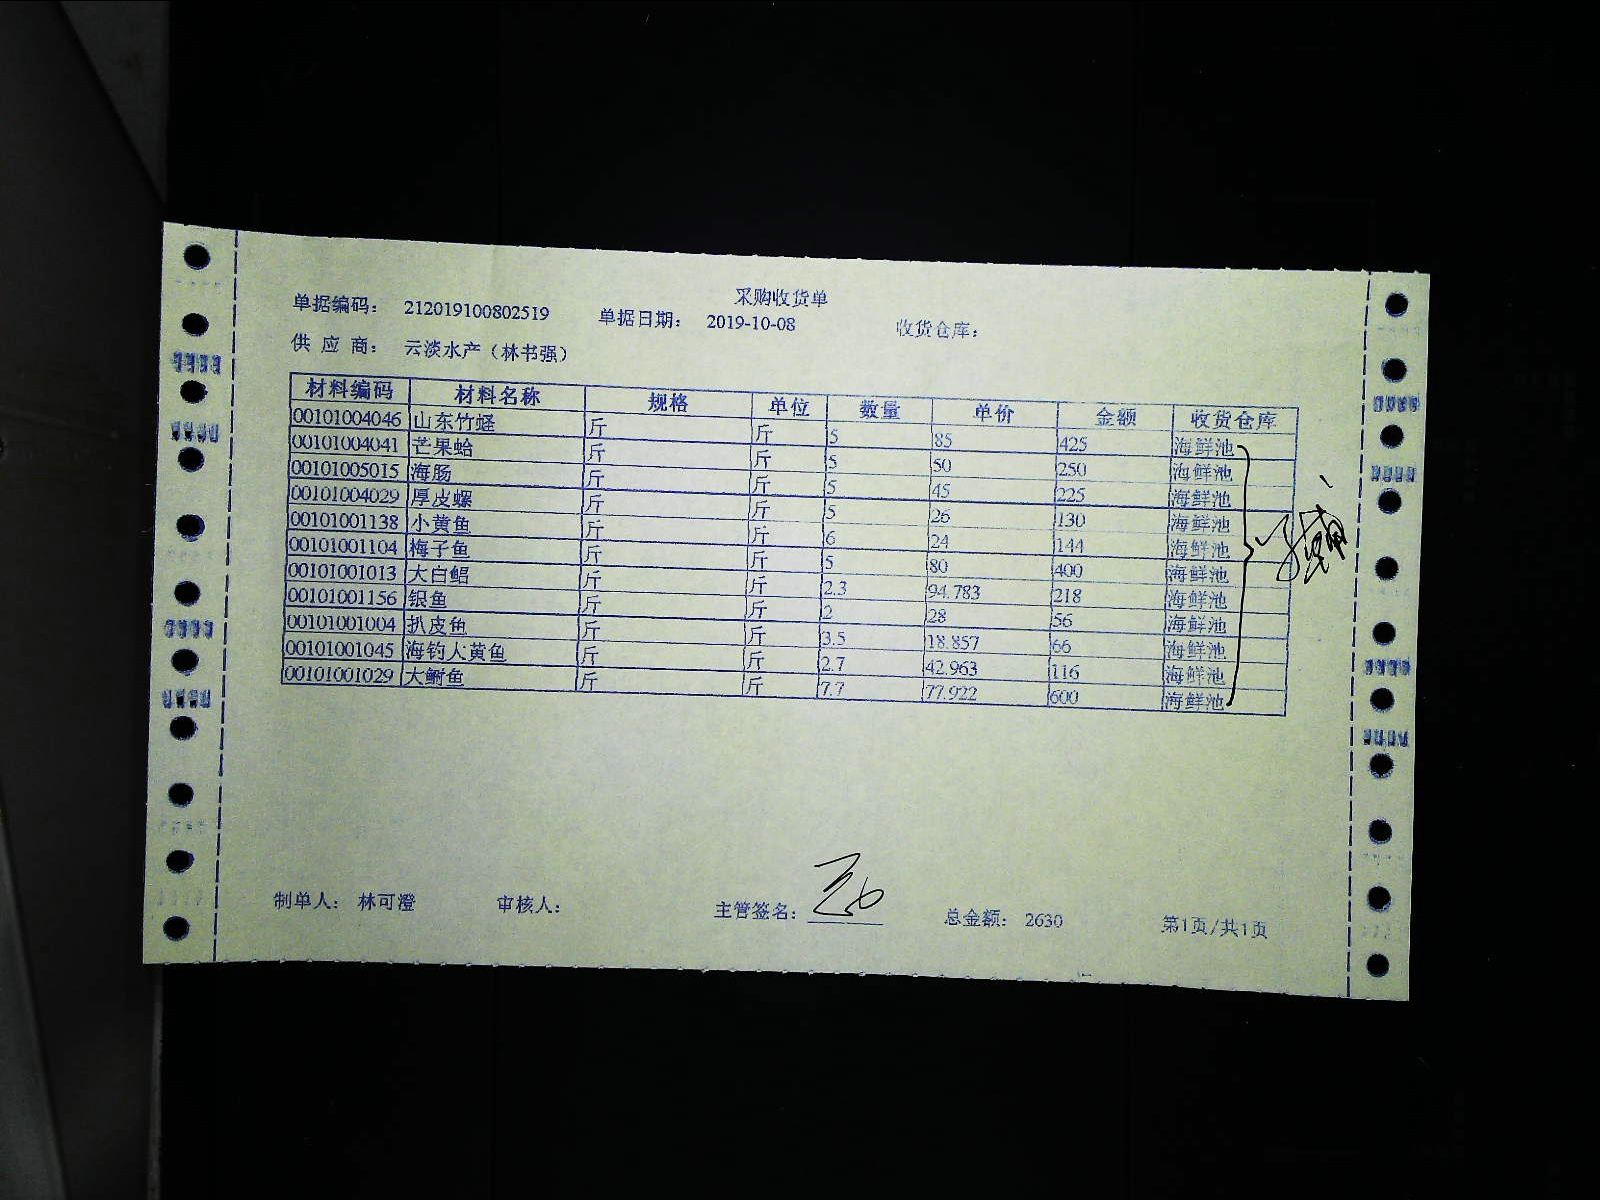 采购收货单
单据编码: 212019100802519 单据日期: 2019-10-08 收货仓库:
供应商: 云淡水产（林书强）
材料编码 材料名称 规格 单位 数量 单价 金额 收货仓库
00101004046 山东竹蛏 斤 斤 5 85 425 海鲜池
00101004041 芒果蛤 斤 斤 5 50 250 海鲜池
00101005015 海肠 斤 斤 5 45 225 海鲜池
00101004029 厚皮螺 斤 斤 5 26 130 海鲜池
00101001138 小黄鱼 斤 斤 6 24 144 海鲜池
00101001104 梅子鱼 斤 斤 5 80 400 海鲜池
00101001013 大白鲳 斤 斤 2.3 94.783 218 海鲜池
00101001156 银鱼 斤 斤 2 28 56 海鲜池
00101001004 扒皮鱼 斤 斤 3.5 18.857 66 海鲜池
00101001045 海钓大黄鱼 斤 斤 2.7 42.963 116 海鲜池
00101001029 大鲥鱼 斤 斤 7.7 77.922 600 海鲜池
制单人: 林可澄 审核人: 主管签名: 总金额: 2630 第1页/共1页